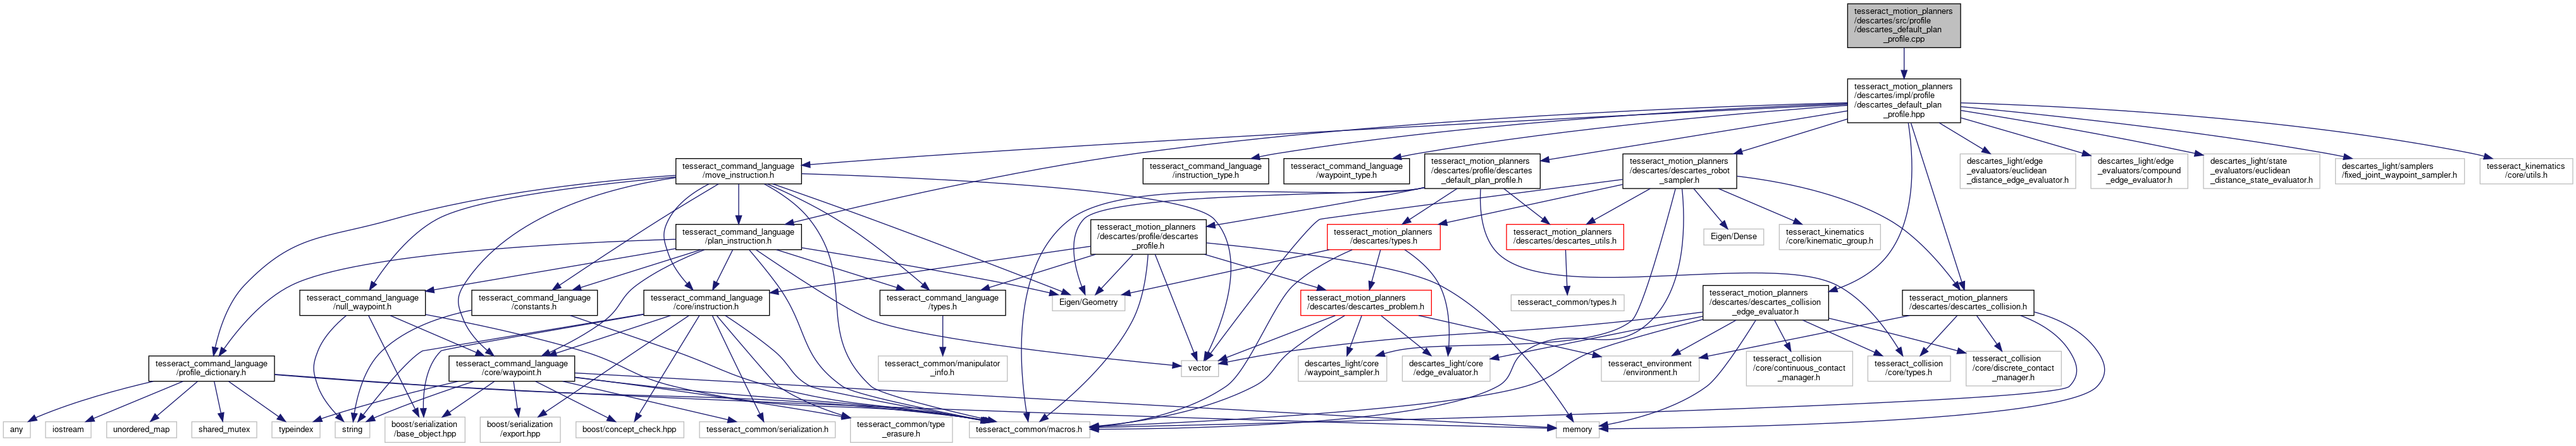 tesseract_motion_planners
/descartes/src/profile
/descartes_default_plan
_profile.cpp
tesseract_motion_planners
/descartes/impl/profile
/descartes_default_plan
_profile.hpp
tesseract_command_language
/move_instruction.h
tesseract_command_language
/instruction_type.h
tesseract_command_language
/waypoint_type.h
tesseract_motion_planners
/descartes/profile/descartes
_default_plan_profile.h
tesseract_motion_planners
/descartes/descartes_robot
_sampler.h
descartes_light/edge
_evaluators/euclidean
_distance_edge_evaluator.h
descartes_light/edge
_evaluators/compound
_edge_evaluator.h
descartes_light/state
_evaluators/euclidean
_distance_state_evaluator.h
descartes_light/samplers
/fixed_joint_waypoint_sampler.h
tesseract_kinematics
/core/utils.h
tesseract_command_language
/plan_instruction.h
tesseract_motion_planners
/descartes/profile/descartes
_profile.h
tesseract_motion_planners
/descartes/types.h
tesseract_motion_planners
/descartes/descartes_utils.h
Eigen/Dense
tesseract_kinematics
/core/kinematic_group.h
tesseract_command_language
/null_waypoint.h
tesseract_command_language
/constants.h
tesseract_command_language
/core/instruction.h
tesseract_command_language
/types.h
Eigen/Geometry
tesseract_motion_planners
/descartes/descartes_problem.h
tesseract_common/types.h
tesseract_motion_planners
/descartes/descartes_collision
_edge_evaluator.h
tesseract_motion_planners
/descartes/descartes_collision.h
tesseract_command_language
/profile_dictionary.h
tesseract_command_language
/core/waypoint.h
tesseract_common/manipulator
_info.h
vector
descartes_light/core
/waypoint_sampler.h
descartes_light/core
/edge_evaluator.h
tesseract_environment
/environment.h
tesseract_collision
/core/continuous_contact
_manager.h
tesseract_collision
/core/types.h
tesseract_collision
/core/discrete_contact
_manager.h
any
iostream
unordered_map
shared_mutex
typeindex
string
boost/serialization
/base_object.hpp
boost/serialization
/export.hpp
boost/concept_check.hpp
tesseract_common/serialization.h
tesseract_common/type
_erasure.h
tesseract_common/macros.h
memory